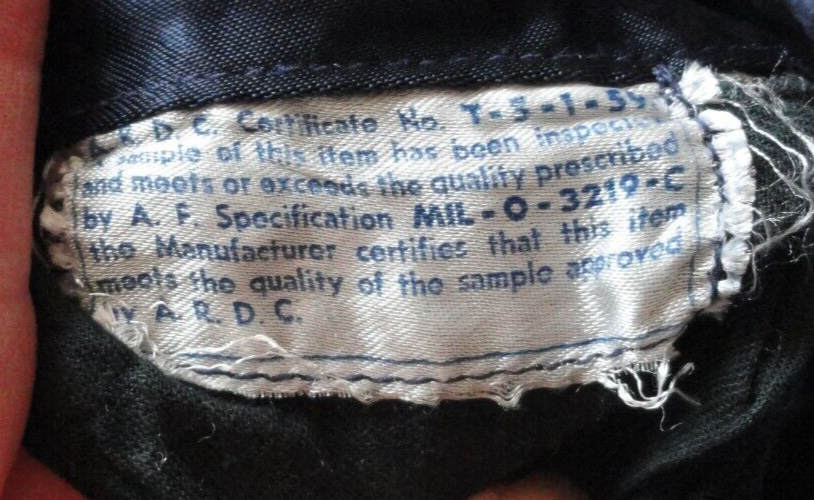 A. R. D. C. Certificate No. T-3-1-55
sample of this item has been inspected
and meets or exceeds the quality prescribed
by A. F. Specification MIL-O-3219-C
the Manufacturer certifies that this item
meets the quality of the sample approved
by A. R. D. C.